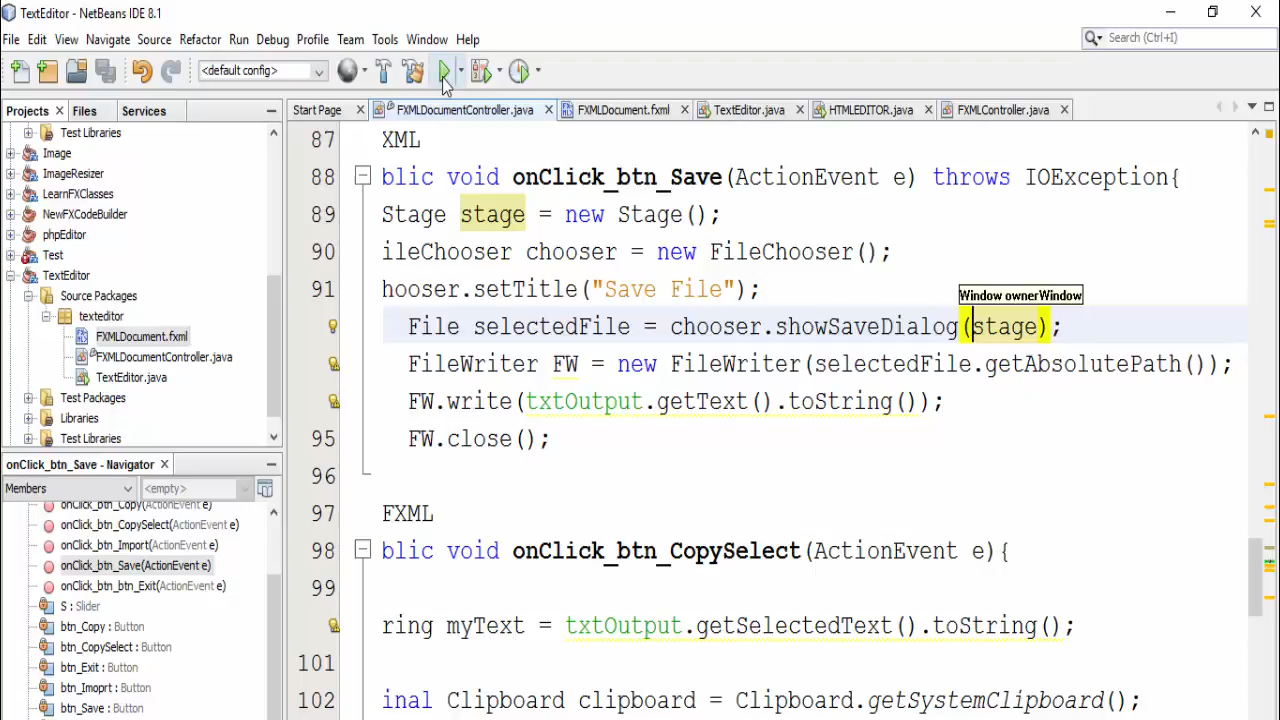 TextEditor - NetBeans IDE 8.1
File Edit View Navigate Source Refactor Run Debug Profile Team Tools Window Help
Search (Ctrl+I)
<default config>
Projects Files Services
Start Page FXMLDocumentController.java FXMLDocument.fxml TextEditor.java HTMLEDITOR.java FXMLController.java
Test Libraries
Image
ImageResizer
LearnFXClasses
NewFXCodeBuilder
phpEditor
Test
TextEditor
Source Packages
texteditor
FXMLDocument.fxml
FXMLDocumentController.java
TextEditor.java
Test Packages
Libraries
Test Libraries
onClick_btn_Save - Navigator
Members <empty>
onClick_btn_Copy(ActionEvent e)
onClick_btn_CopySelect(ActionEvent e)
onClick_btn_Import(ActionEvent e)
onClick_btn_Save(ActionEvent e)
onClick_btn_btn_Exit(ActionEvent e)
S : Slider
btn_Copy : Button
btn_CopySelect : Button
btn_Exit : Button
btn_Imoprt : Button
btn_Save : Button
87 XML
88 blic void onClick_btn_Save(ActionEvent e) throws IOException{
89 Stage stage = new Stage();
90 ileChooser chooser = new FileChooser();
91 hooser.setTitle("Save File");
Window ownerWindow
File selectedFile = chooser.showSaveDialog(stage);
FileWriter FW = new FileWriter(selectedFile.getAbsolutePath());
FW.write(txtOutput.getText().toString());
95 FW.close();
96
97 FXML
98 blic void onClick_btn_CopySelect(ActionEvent e){
99
ring myText = txtOutput.getSelectedText().toString();
101
102 inal Clipboard clipboard = Clipboard.getSystemClipboard();